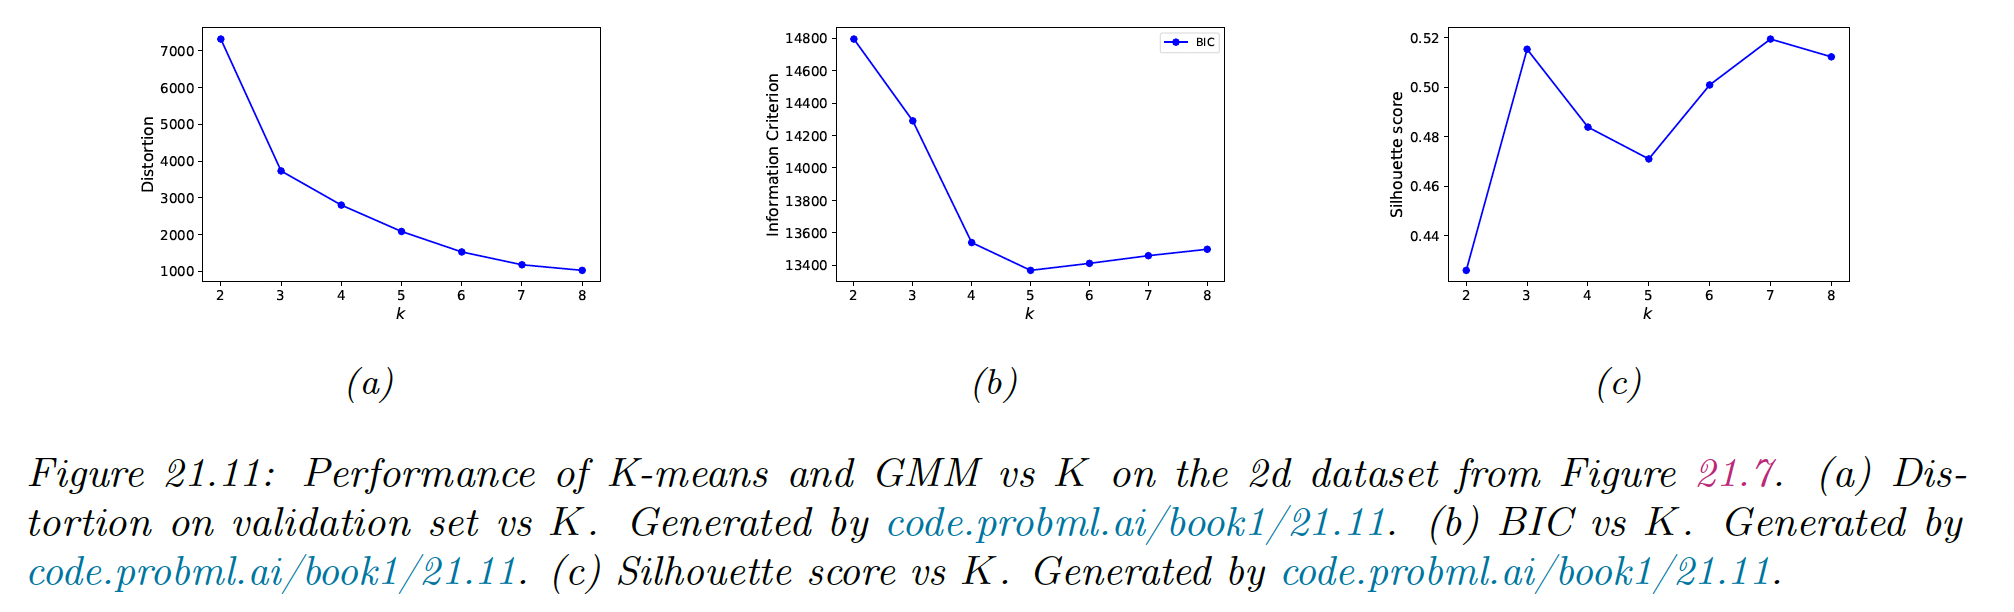 7000
6000
5000
4000
3000
2000
1000
Distortion
2 3 4 5 6 7 8
k
(a)
14800
14600
14400
14200
14000
13800
13600
13400
Information Criterion
BIC
2 3 4 5 6 7 8
k
(b)
0.52
0.50
0.48
0.46
0.44
Silhouette score
2 3 4 5 6 7 8
k
(c)
Figure 21.11: Performance of K-means and GMM vs K on the 2d dataset from Figure 21.7. (a) Dis-
tortion on validation set vs K. Generated by code.probml.ai/book1/21.11. (b) BIC vs K. Generated by
code.probml.ai/book1/21.11. (c) Silhouette score vs K. Generated by code.probml.ai/book1/21.11.